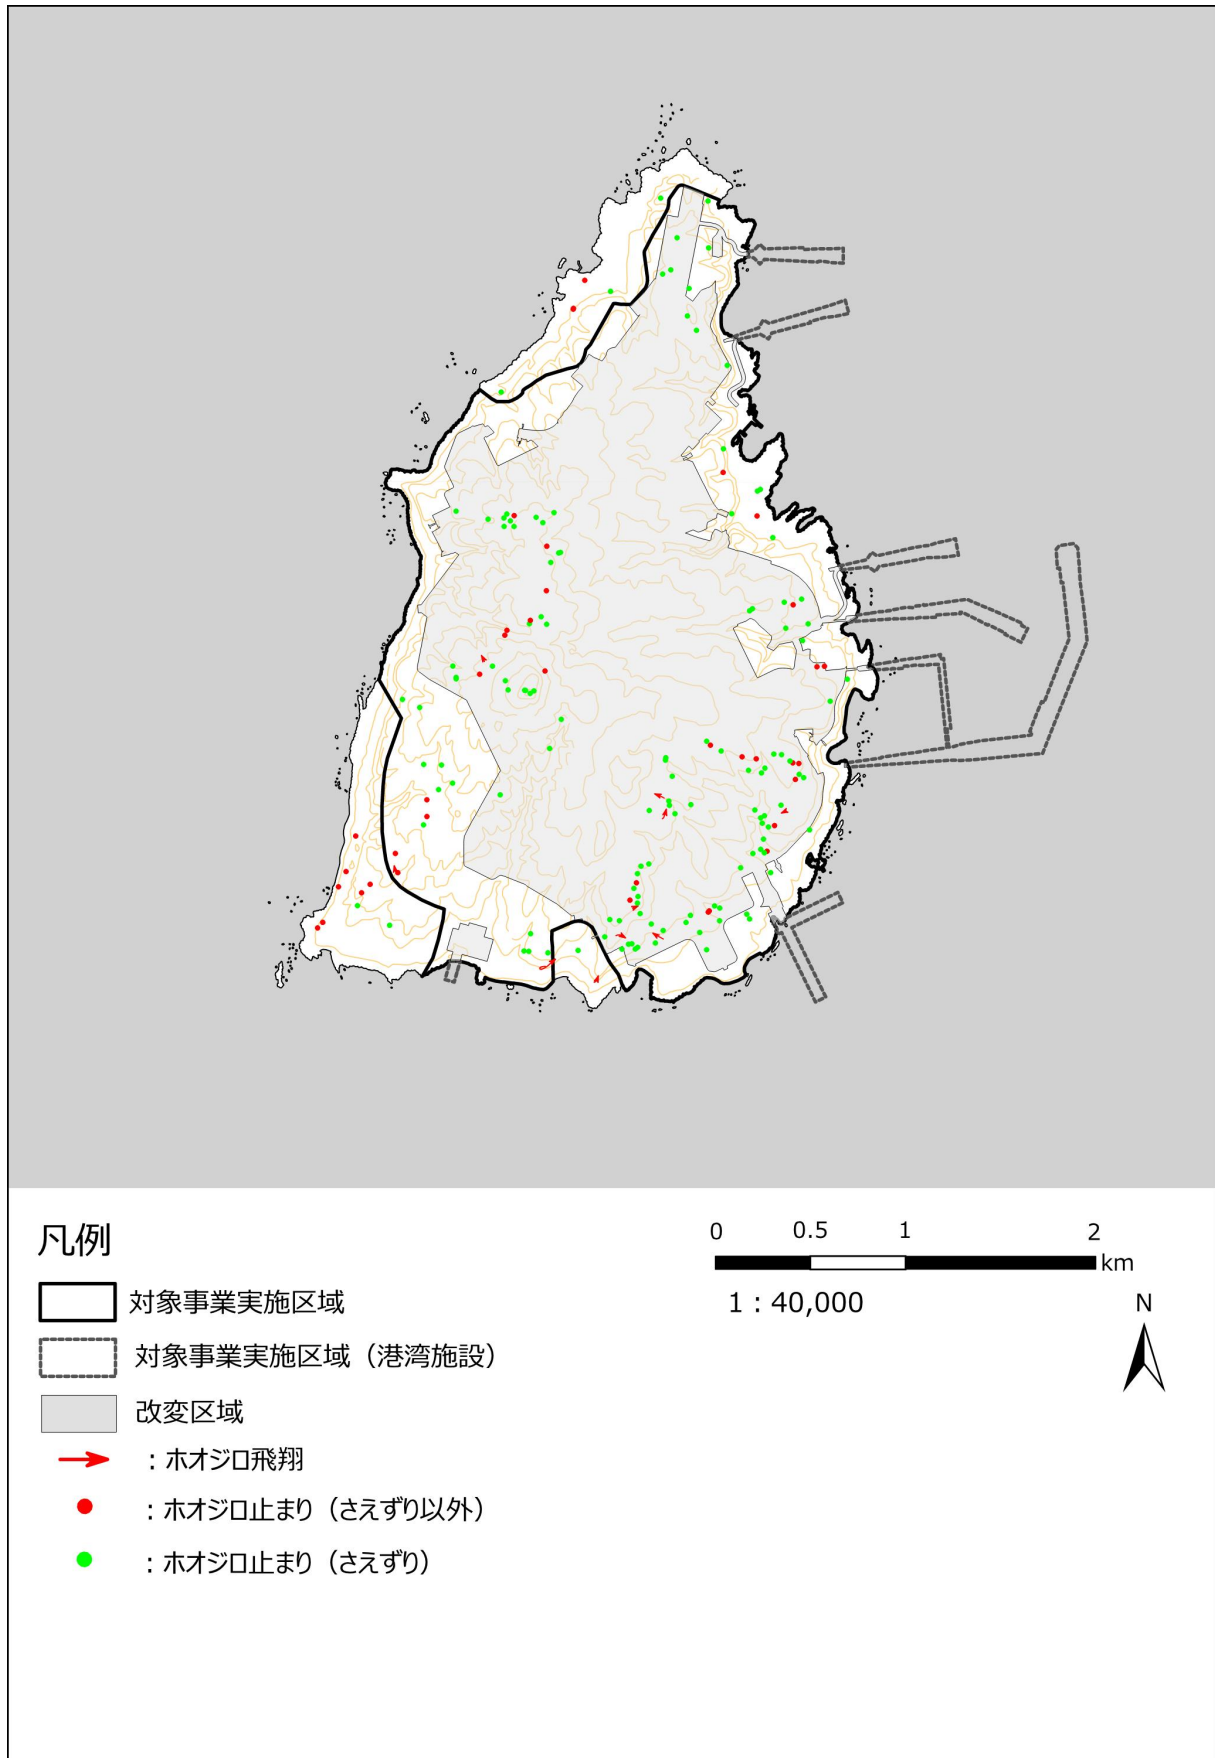 凡例
対象事業実施区域
対象事業実施区域（港湾施設）
改変区域
：ホオジロ飛翔
：ホオジロ止まり（さえずり以外）
：ホオジロ止まり（さえずり）
0 0.5 1 2
km
1：40,000
N